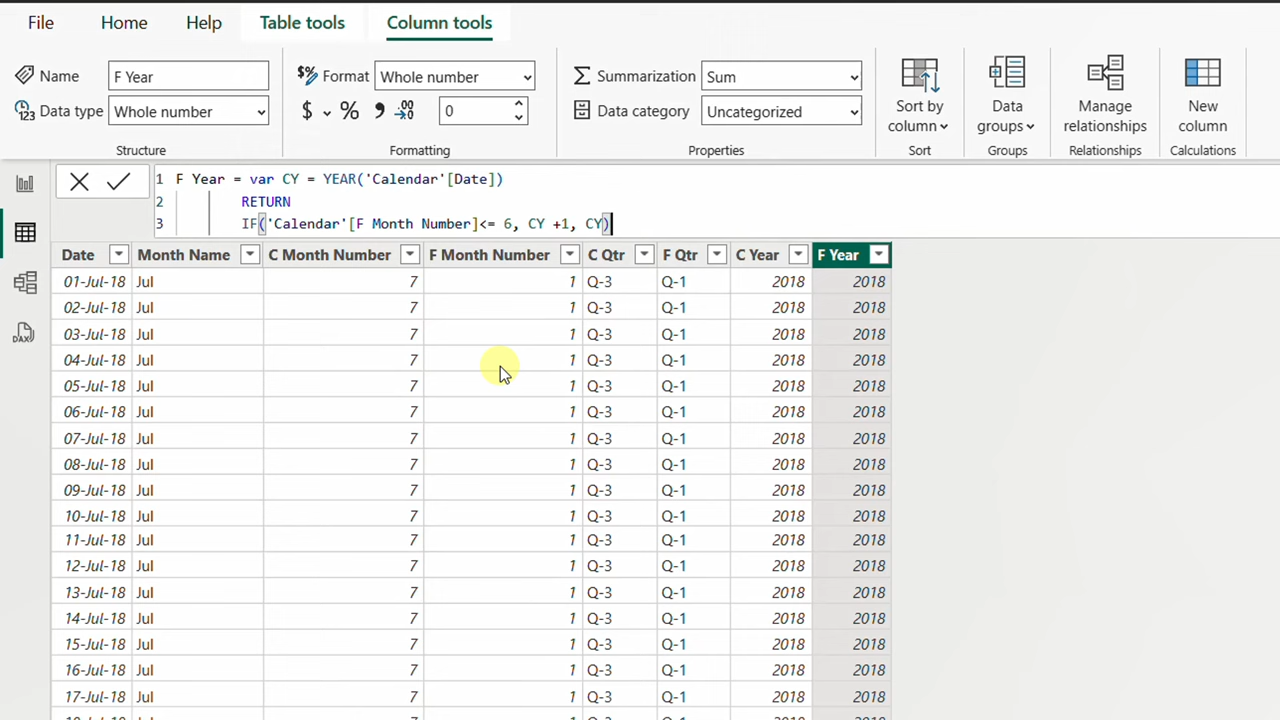 File Home Help Table tools Column tools
Name F Year $% Format Whole number Σ Summarization Sum
Data type Whole number $ % 0 Data category Uncategorized
Sort by column Data groups Manage relationships New column
Structure Formatting Properties Sort Groups Relationships Calculations
1 F Year = var CY = YEAR('Calendar'[Date])
2 RETURN
3 IF('Calendar'[F Month Number]<= 6, CY +1, CY)
Date Month Name C Month Number F Month Number C Qtr F Qtr C Year F Year
01-Jul-18 Jul 7 1 Q-3 Q-1 2018 2018
02-Jul-18 Jul 7 1 Q-3 Q-1 2018 2018
03-Jul-18 Jul 7 1 Q-3 Q-1 2018 2018
04-Jul-18 Jul 7 1 Q-3 Q-1 2018 2018
05-Jul-18 Jul 7 1 Q-3 Q-1 2018 2018
06-Jul-18 Jul 7 1 Q-3 Q-1 2018 2018
07-Jul-18 Jul 7 1 Q-3 Q-1 2018 2018
08-Jul-18 Jul 7 1 Q-3 Q-1 2018 2018
09-Jul-18 Jul 7 1 Q-3 Q-1 2018 2018
10-Jul-18 Jul 7 1 Q-3 Q-1 2018 2018
11-Jul-18 Jul 7 1 Q-3 Q-1 2018 2018
12-Jul-18 Jul 7 1 Q-3 Q-1 2018 2018
13-Jul-18 Jul 7 1 Q-3 Q-1 2018 2018
14-Jul-18 Jul 7 1 Q-3 Q-1 2018 2018
15-Jul-18 Jul 7 1 Q-3 Q-1 2018 2018
16-Jul-18 Jul 7 1 Q-3 Q-1 2018 2018
17-Jul-18 Jul 7 1 Q-3 Q-1 2018 2018